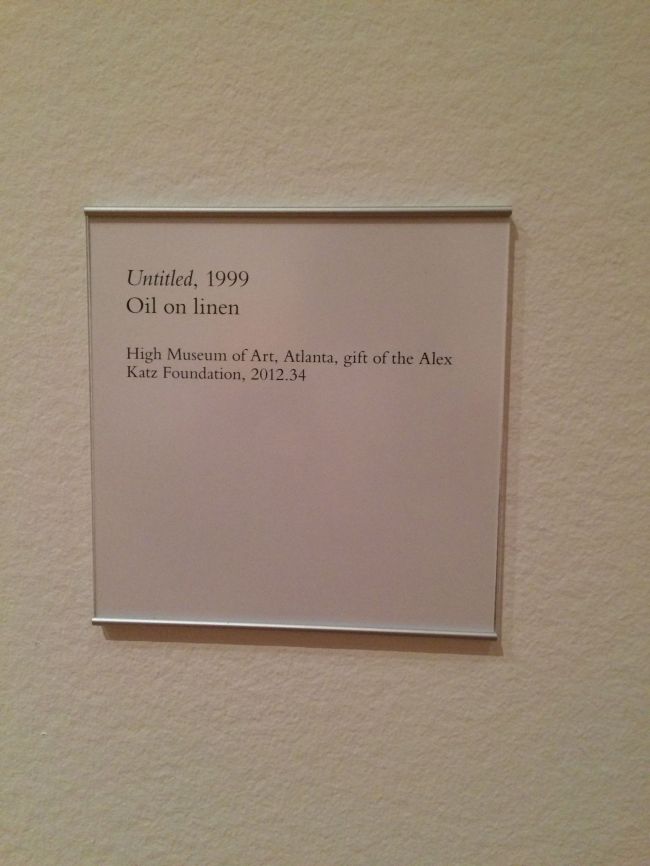 Untitled, 1999
Oil on linen
High Museum of Art, Atlanta, gift of the Alex
Katz Foundation, 2012.34